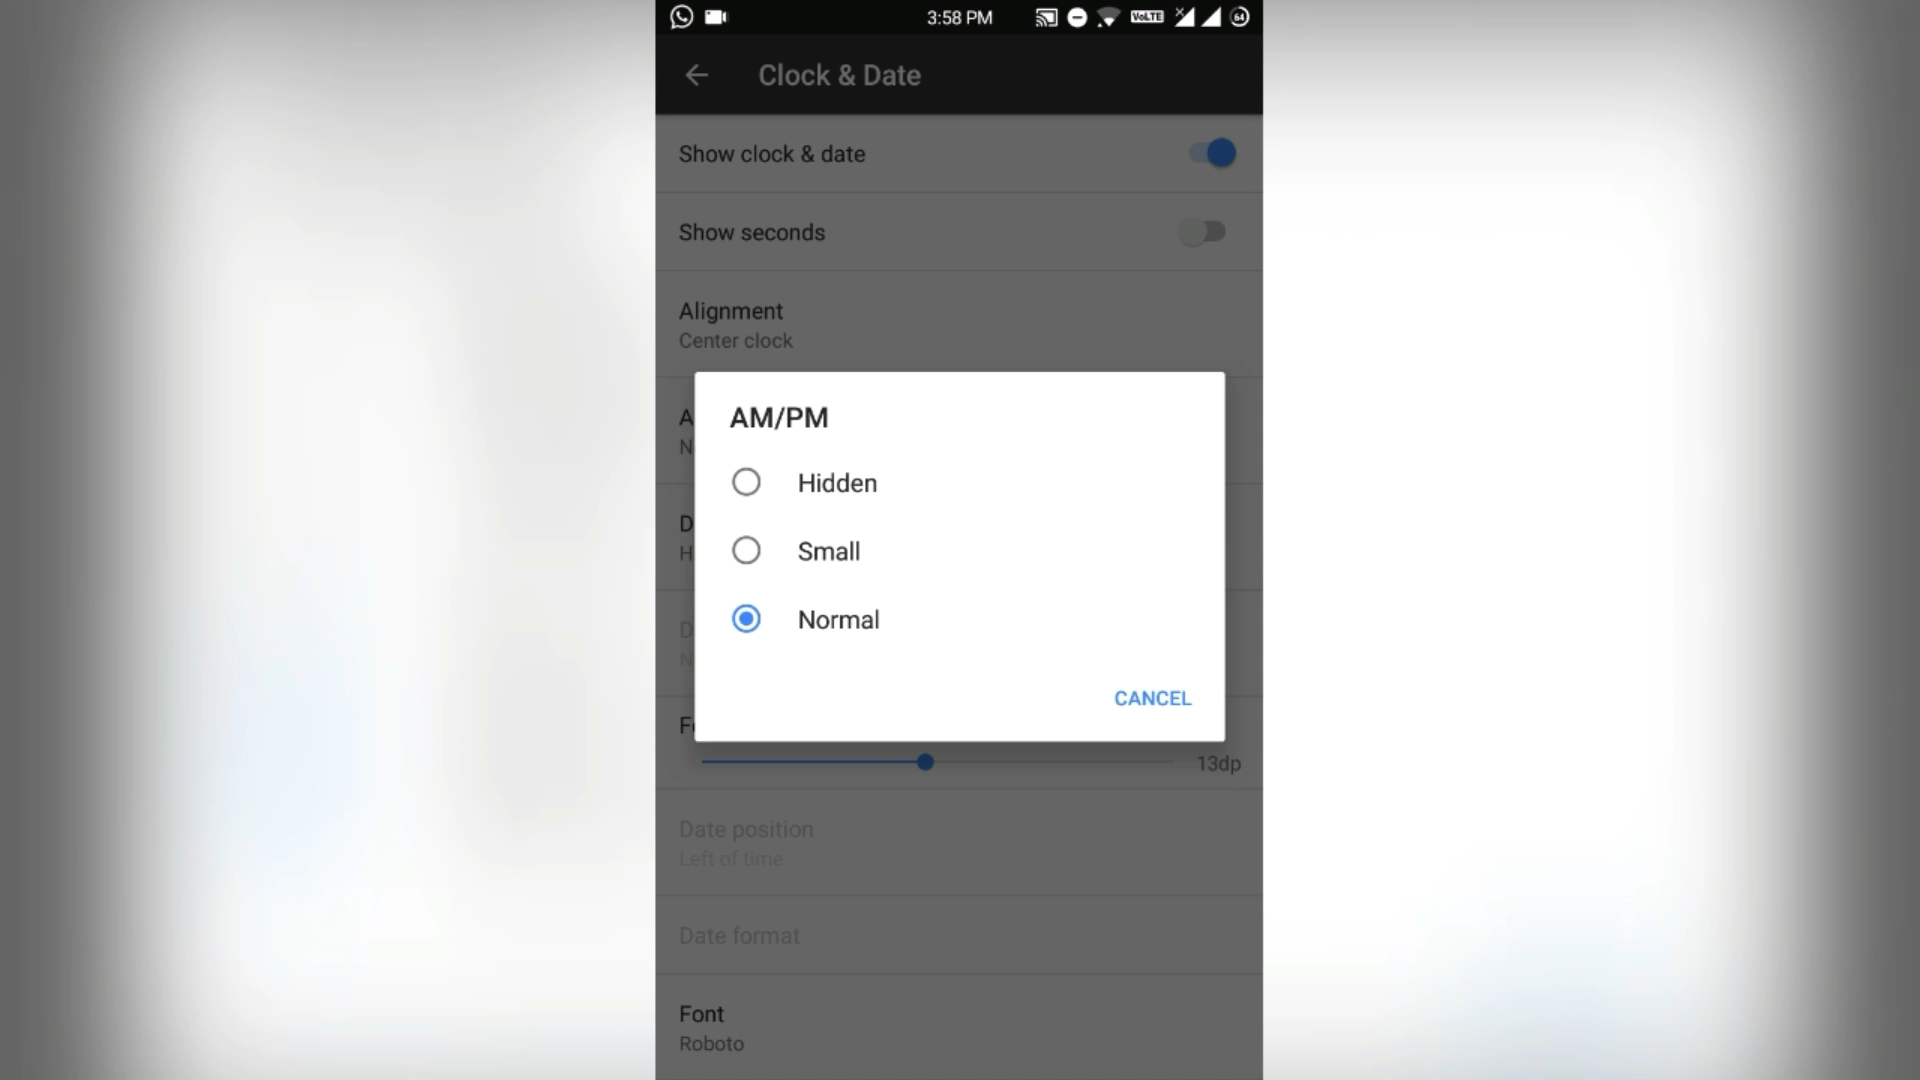 3:58 PM
VoLTE
64
Clock & Date
Show clock & date
Show seconds
Alignment
Center clock
A
N
AM/PM
Hidden
D
H
Small
Normal
D
N
CANCEL
F
13dp
Date position
Left of time
Date format
Font
Roboto